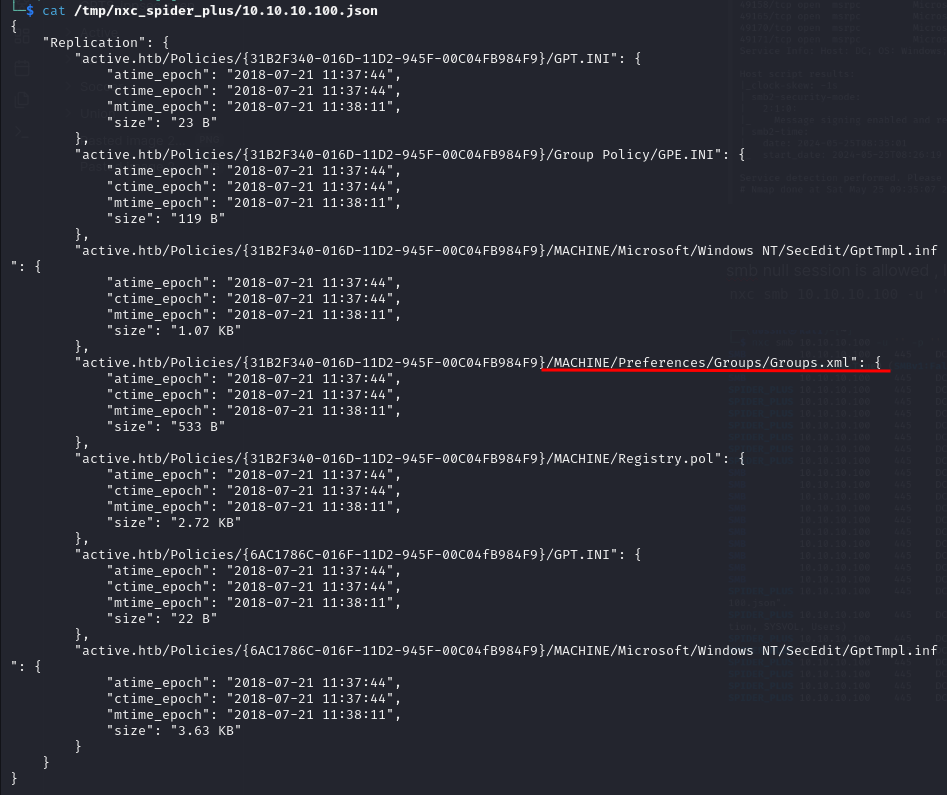 └─$ cat /tmp/nxc_spider_plus/10.10.10.100.json
{
    "Replication": {
        "active.htb/Policies/{31B2F340-016D-11D2-945F-00C04FB984F9}/GPT.INI": {
            "atime_epoch": "2018-07-21 11:37:44",
            "ctime_epoch": "2018-07-21 11:37:44",
            "mtime_epoch": "2018-07-21 11:38:11",
            "size": "23 B"
        },
        "active.htb/Policies/{31B2F340-016D-11D2-945F-00C04FB984F9}/Group Policy/GPE.INI": {
            "atime_epoch": "2018-07-21 11:37:44",
            "ctime_epoch": "2018-07-21 11:37:44",
            "mtime_epoch": "2018-07-21 11:38:11",
            "size": "119 B"
        },
        "active.htb/Policies/{31B2F340-016D-11D2-945F-00C04FB984F9}/MACHINE/Microsoft/Windows NT/SecEdit/GptTmpl.inf
": {
            "atime_epoch": "2018-07-21 11:37:44",
            "ctime_epoch": "2018-07-21 11:37:44",
            "mtime_epoch": "2018-07-21 11:38:11",
            "size": "1.07 KB"
        },
        "active.htb/Policies/{31B2F340-016D-11D2-945F-00C04FB984F9}/MACHINE/Preferences/Groups/Groups.xml": {
            "atime_epoch": "2018-07-21 11:37:44",
            "ctime_epoch": "2018-07-21 11:37:44",
            "mtime_epoch": "2018-07-21 11:38:11",
            "size": "533 B"
        },
        "active.htb/Policies/{31B2F340-016D-11D2-945F-00C04FB984F9}/MACHINE/Registry.pol": {
            "atime_epoch": "2018-07-21 11:37:44",
            "ctime_epoch": "2018-07-21 11:37:44",
            "mtime_epoch": "2018-07-21 11:38:11",
            "size": "2.72 KB"
        },
        "active.htb/Policies/{6AC1786C-016F-11D2-945F-00C04fB984F9}/GPT.INI": {
            "atime_epoch": "2018-07-21 11:37:44",
            "ctime_epoch": "2018-07-21 11:37:44",
            "mtime_epoch": "2018-07-21 11:38:11",
            "size": "22 B"
        },
        "active.htb/Policies/{6AC1786C-016F-11D2-945F-00C04fB984F9}/MACHINE/Microsoft/Windows NT/SecEdit/GptTmpl.inf
": {
            "atime_epoch": "2018-07-21 11:37:44",
            "ctime_epoch": "2018-07-21 11:37:44",
            "mtime_epoch": "2018-07-21 11:38:11",
            "size": "3.63 KB"
        }
    }
}
smb null session is allowed ,
nxc smb 10.10.10.100 -u